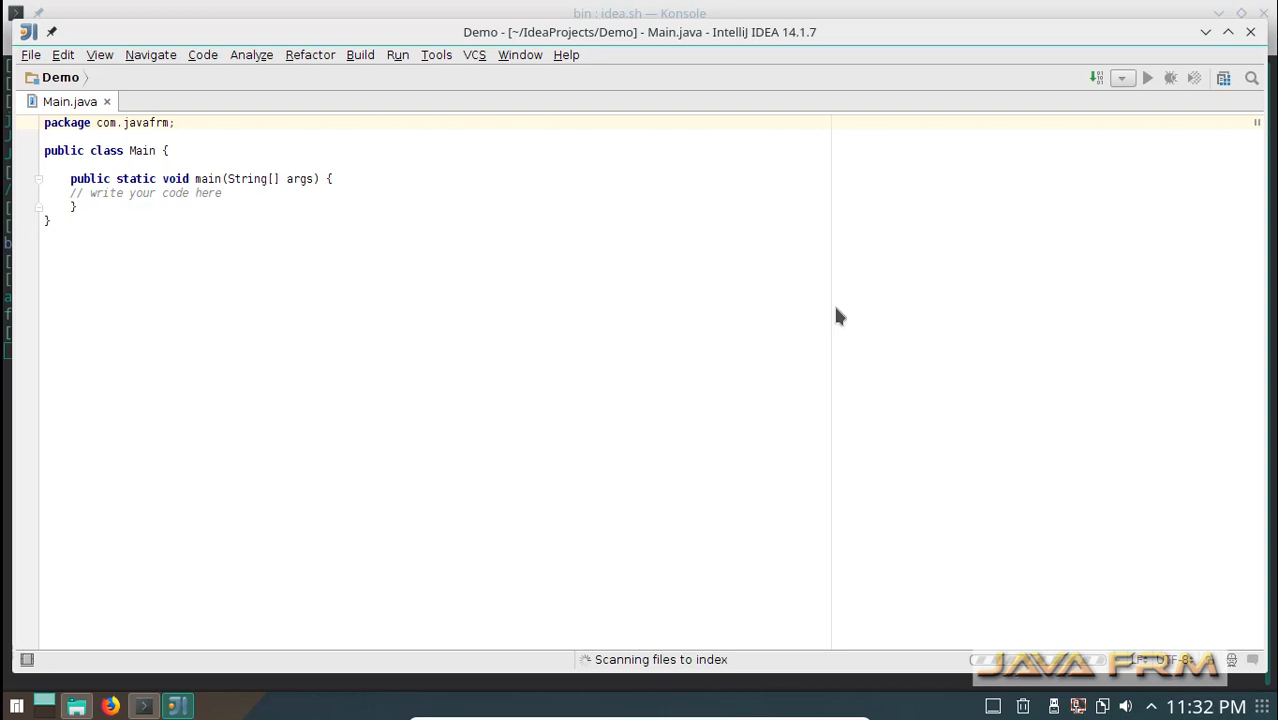 bin : idea.sh — Konsole
Demo - [~/IdeaProjects/Demo] - Main.java - IntelliJ IDEA 14.1.7
File Edit View Navigate Code Analyze Refactor Build Run Tools VCS Window Help
Demo
Main.java
package com.javafrm;
public class Main {
public static void main(String[] args) {
// write your code here
}
}
Scanning files to index
UTF-8
JAVA FRM
11:32 PM